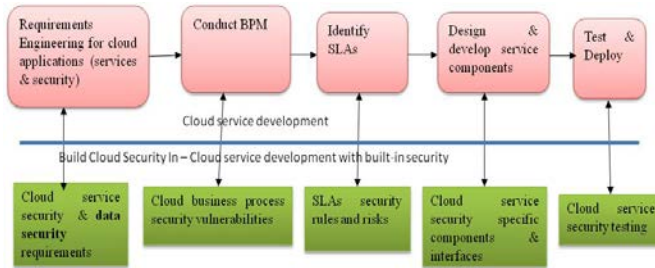 Requirements
Engineering for cloud
applications (services
& security)
Conduct BPM
Identify
SLAs
Design &
develop service
components
Test &
Deploy
Cloud service development
Build Cloud Security In – Cloud service development with built-in security
Cloud service
security & data
security
requirements
Cloud business process
security vulnerabilities
SLAs security
rules and risks
Cloud service
security specific
components &
interfaces
Cloud service
security testing